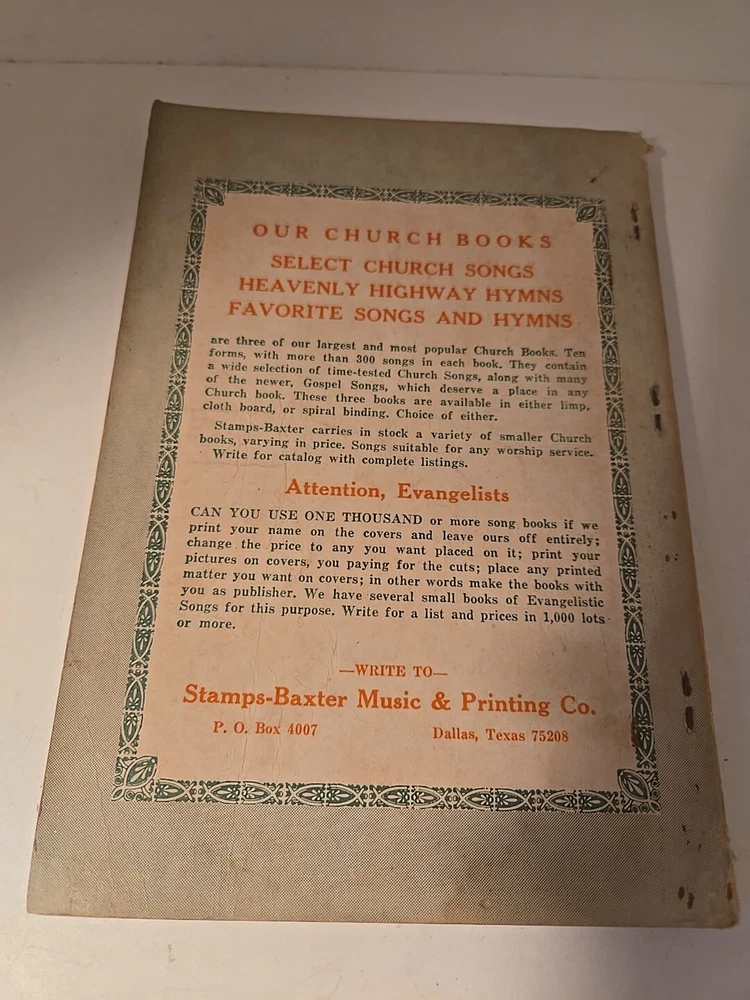 OUR CHURCH BOOKS
SELECT CHURCH SONGS
HEAVENLY HIGHWAY HYMNS
FAVORITE SONGS AND HYMNS
are three of our largest and most popular Church Books. Ten
forms, with more than 300 songs in each book. They contain
a wide selection of time-tested Church Songs, along with many
of the newer, Gospel Songs, which deserve a place in any
Church book. These three books are available in either limp,
cloth board, or spiral binding. Choice of either.
Stamps-Baxter carries in stock a variety of smaller Church
books, varying in price. Songs suitable for any worship service.
Write for catalog with complete listings.
Attention, Evangelists
CAN YOU USE ONE THOUSAND or more song books if we
print your name on the covers and leave ours off entirely;
change the price to any you want placed on it; print your
pictures on covers, you paying for the cuts; place any printed
matter you want on covers; in other words make the books with
you as publisher. We have several small books of Evangelistic
Songs for this purpose. Write for a list and prices in 1,000 lots
or more.
—WRITE TO—
Stamps-Baxter Music & Printing Co.
P. O. Box 4007 Dallas, Texas 75208